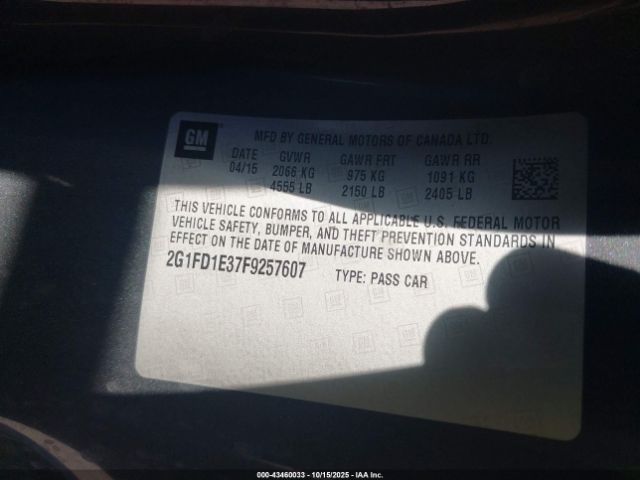 GM
MFD BY GENERAL MOTORS OF CANADA LTD.
DATE GVWR GAWR FRT GAWR RR
04/15 2066 KG 975 KG 1091 KG
4555 LB 2150 LB 2405 LB
THIS VEHICLE CONFORMS TO ALL APPLICABLE U.S. FEDERAL MOTOR
VEHICLE SAFETY, BUMPER, AND THEFT PREVENTION STANDARDS IN
EFFECT ON THE DATE OF MANUFACTURE SHOWN ABOVE.
2G1FD1E37F9257607 TYPE: PASS CAR
000-43460033 - 10/15/2025 - IAA Inc.